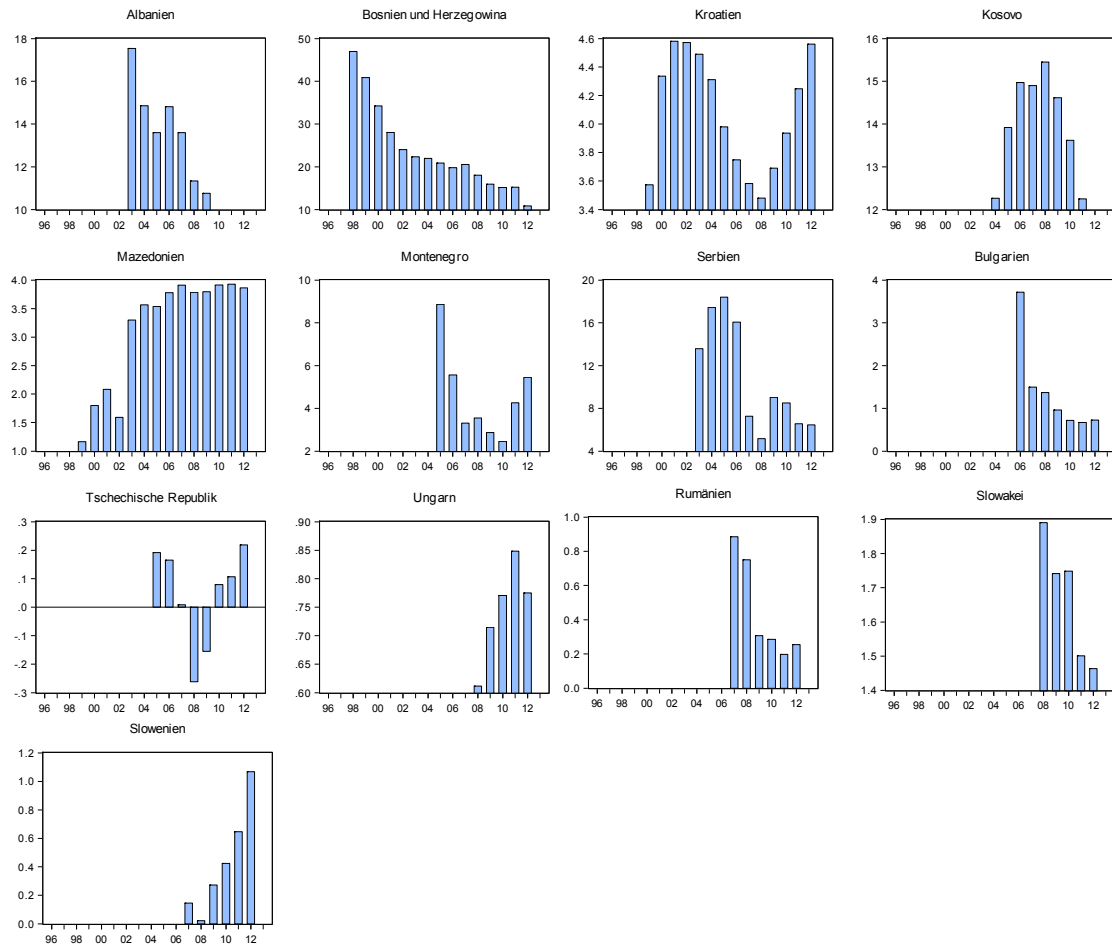 Albanien
18
16
14
12
10
96 98 00 02 04 06 08 10 12
Bosnien und Herzegowina
50
40
30
20
10
96 98 00 02 04 06 08 10 12
Kroatien
4.6
4.4
4.2
4.0
3.8
3.6
3.4
96 98 00 02 04 06 08 10 12
Kosovo
16
15
14
13
12
96 98 00 02 04 06 08 10 12
Mazedonien
4.0
3.5
3.0
2.5
2.0
1.5
1.0
96 98 00 02 04 06 08 10 12
Montenegro
10
8
6
4
2
96 98 00 02 04 06 08 10 12
Serbien
20
16
12
8
4
96 98 00 02 04 06 08 10 12
Bulgarien
4
3
2
1
0
96 98 00 02 04 06 08 10 12
Tschechische Republik
.3
.2
.1
.0
-.1
-.2
-.3
96 98 00 02 04 06 08 10 12
Ungarn
.90
.85
.80
.75
.70
.65
.60
96 98 00 02 04 06 08 10 12
Rumänien
1.0
0.8
0.6
0.4
0.2
0.0
96 98 00 02 04 06 08 10 12
Slowakei
1.9
1.8
1.7
1.6
1.5
1.4
96 98 00 02 04 06 08 10 12
Slowenien
1.2
1.0
0.8
0.6
0.4
0.2
0.0
96 98 00 02 04 06 08 10 12